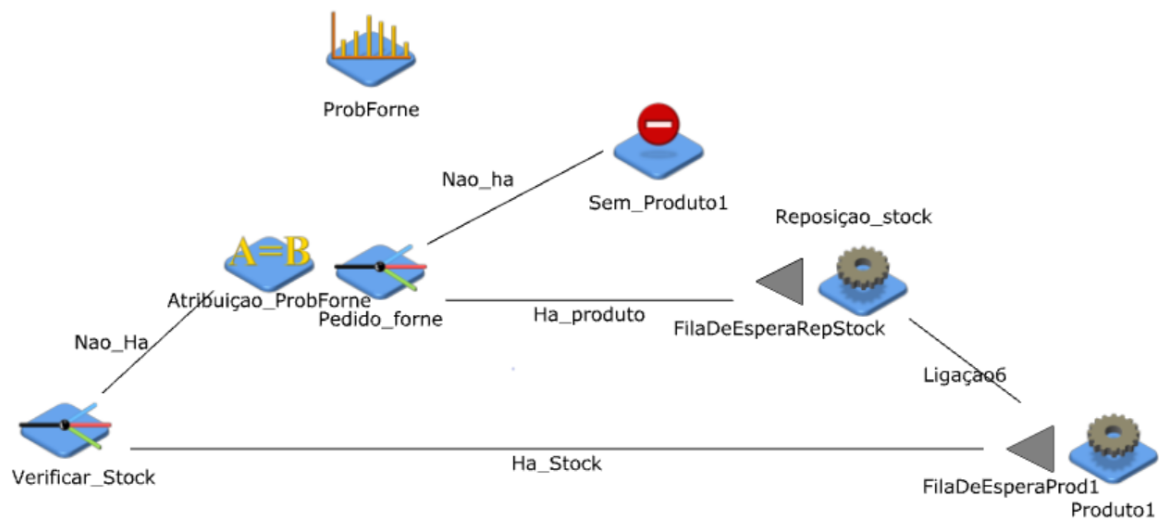 ProbForne
Nao_ha
Sem_Produto1
Reposiçao_stock
A=B
Atribuiçao_ProbForne
Pedido_forne
Ha_produto
FilaDeEsperaRepStock
Nao_Ha
Ligaçao6
Verificar_Stock
Ha_Stock
FilaDeEsperaProd1
Produto1